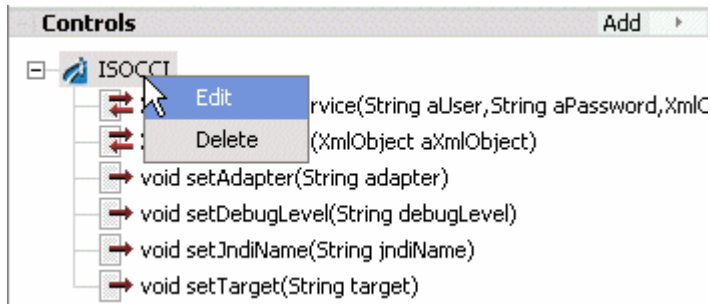 Controls Add
ISOCCI
Edit
rvice(String aUser,String aPassword,XmlO
Delete
(XmlObject aXmlObject)
void setAdapter(String adapter)
void setDebugLevel(String debugLevel)
void setJndiName(String jndiName)
void setTarget(String target)